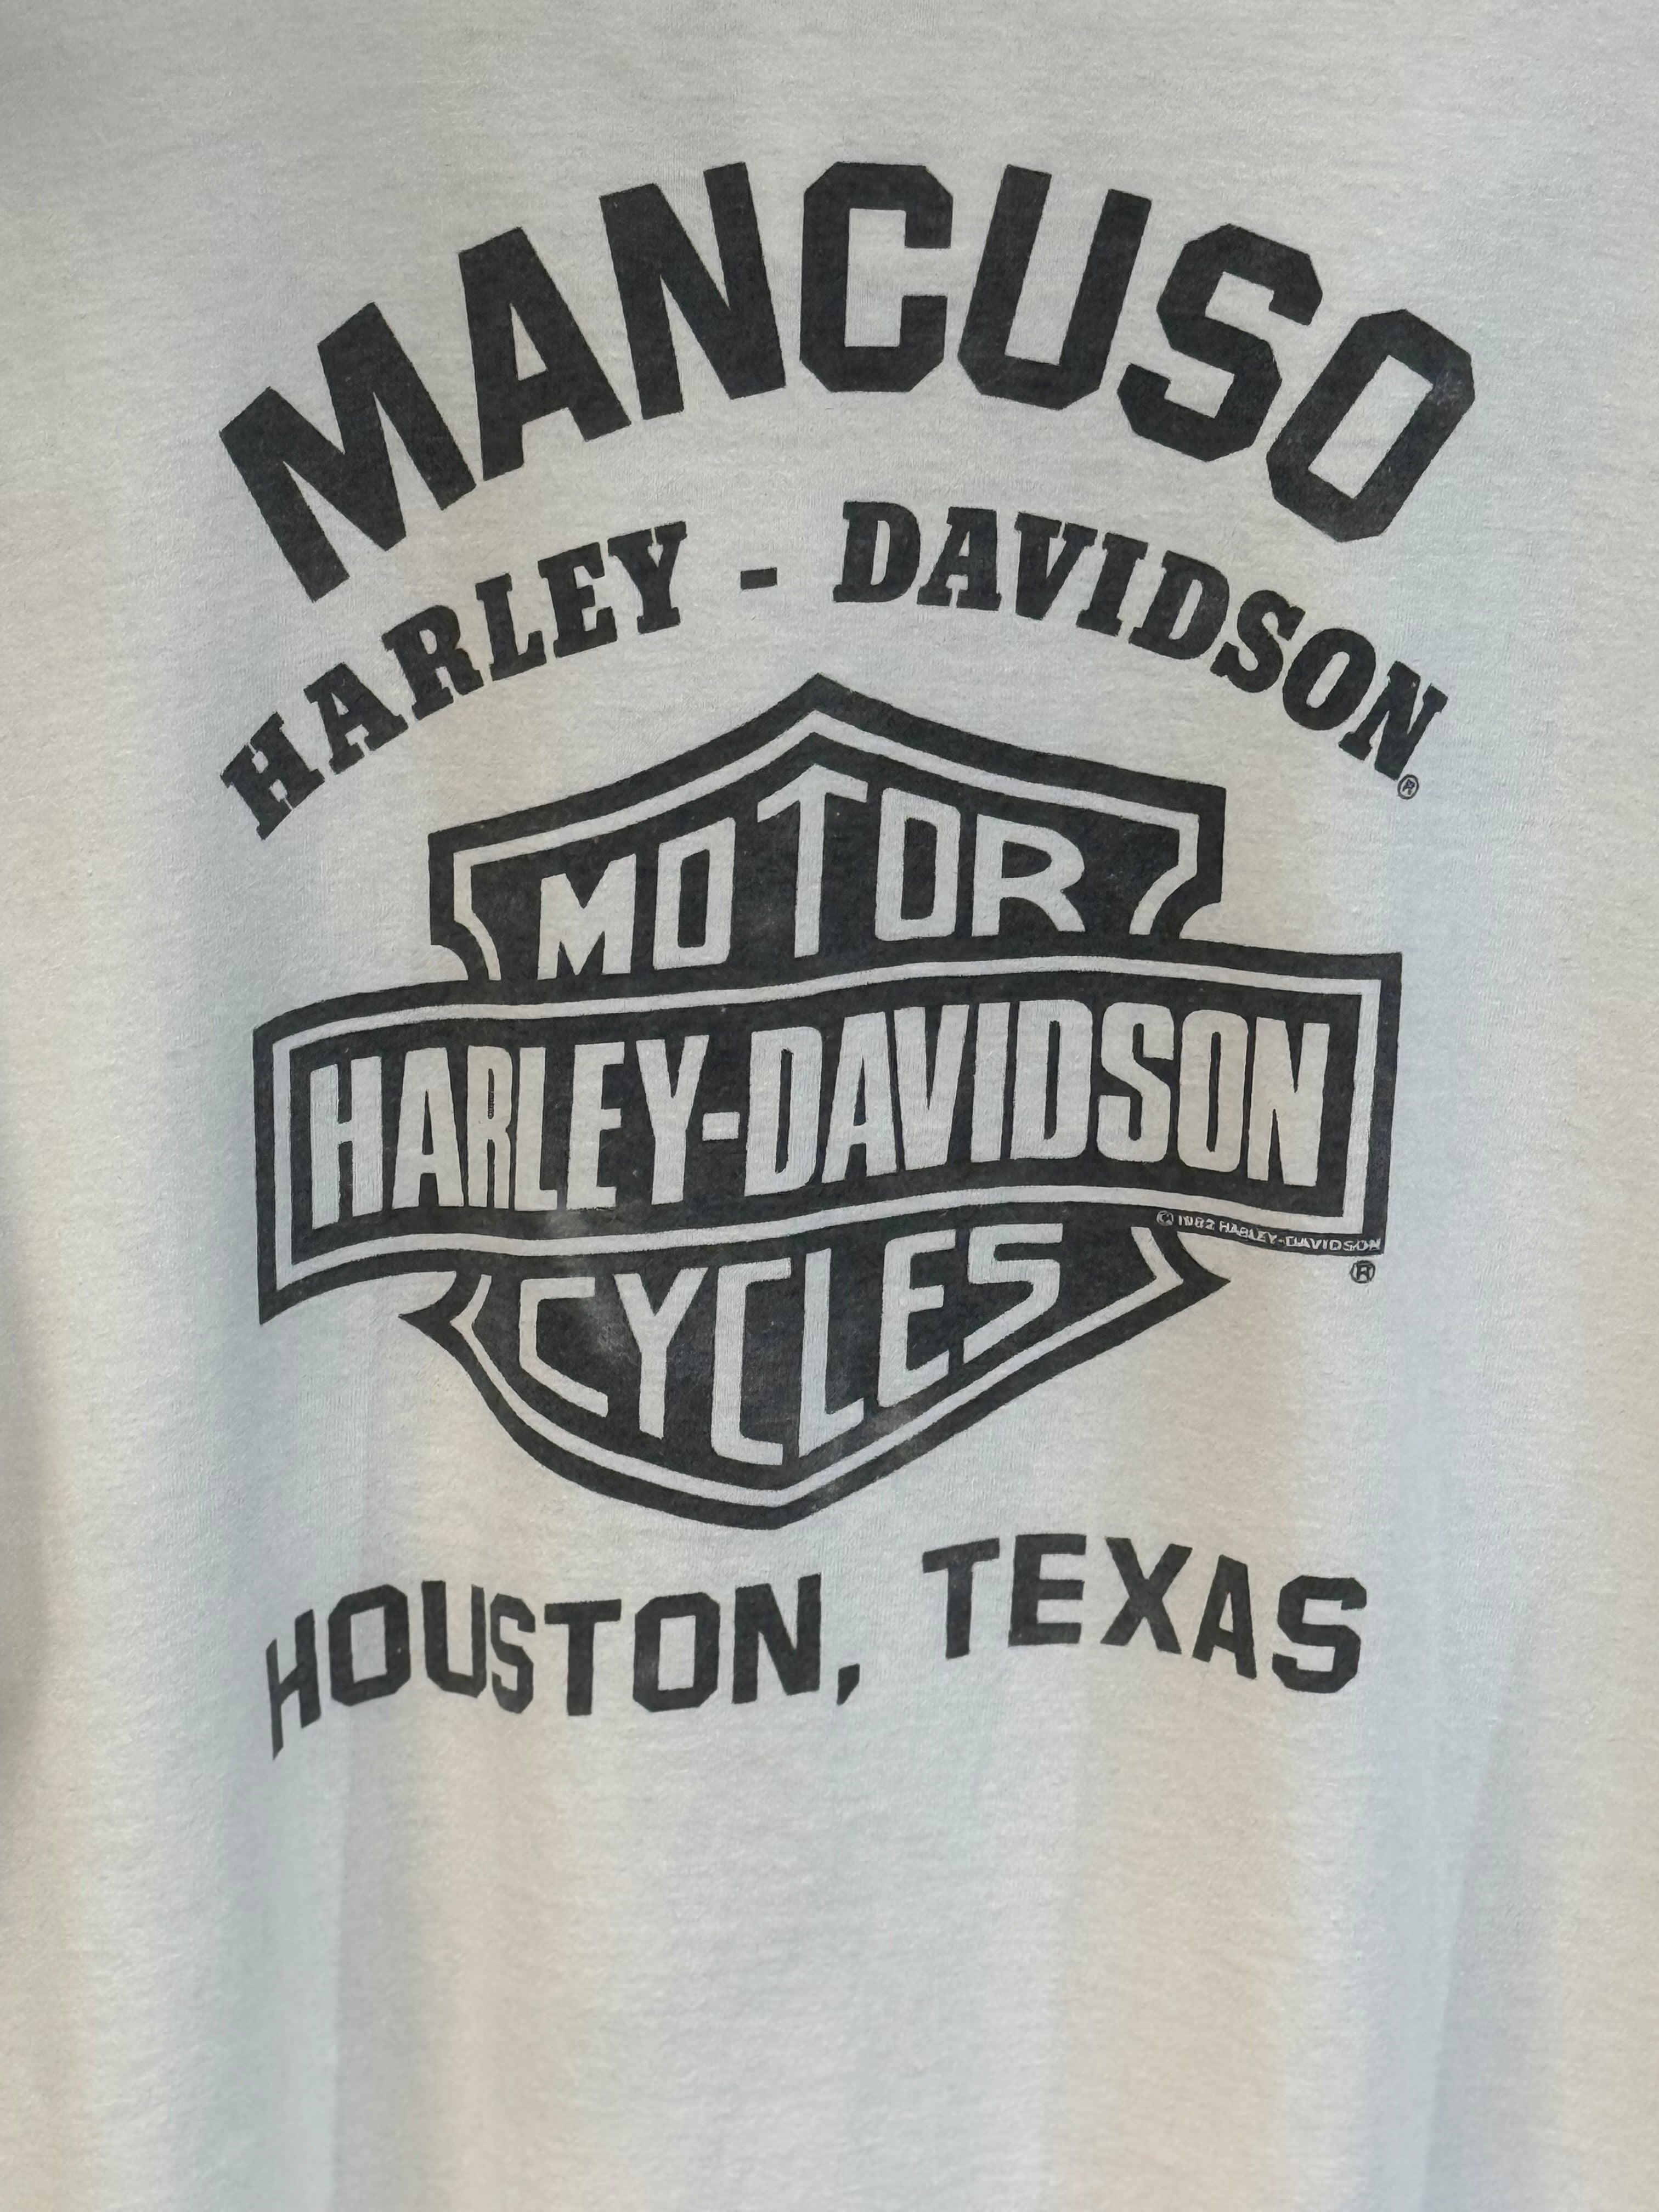 MANCUSO
HARLEY - DAVIDSON®
MOTOR
HARLEY-DAVIDSON
© 1982 HARLEY-DAVIDSON
®
CYCLES
HOUSTON, TEXAS